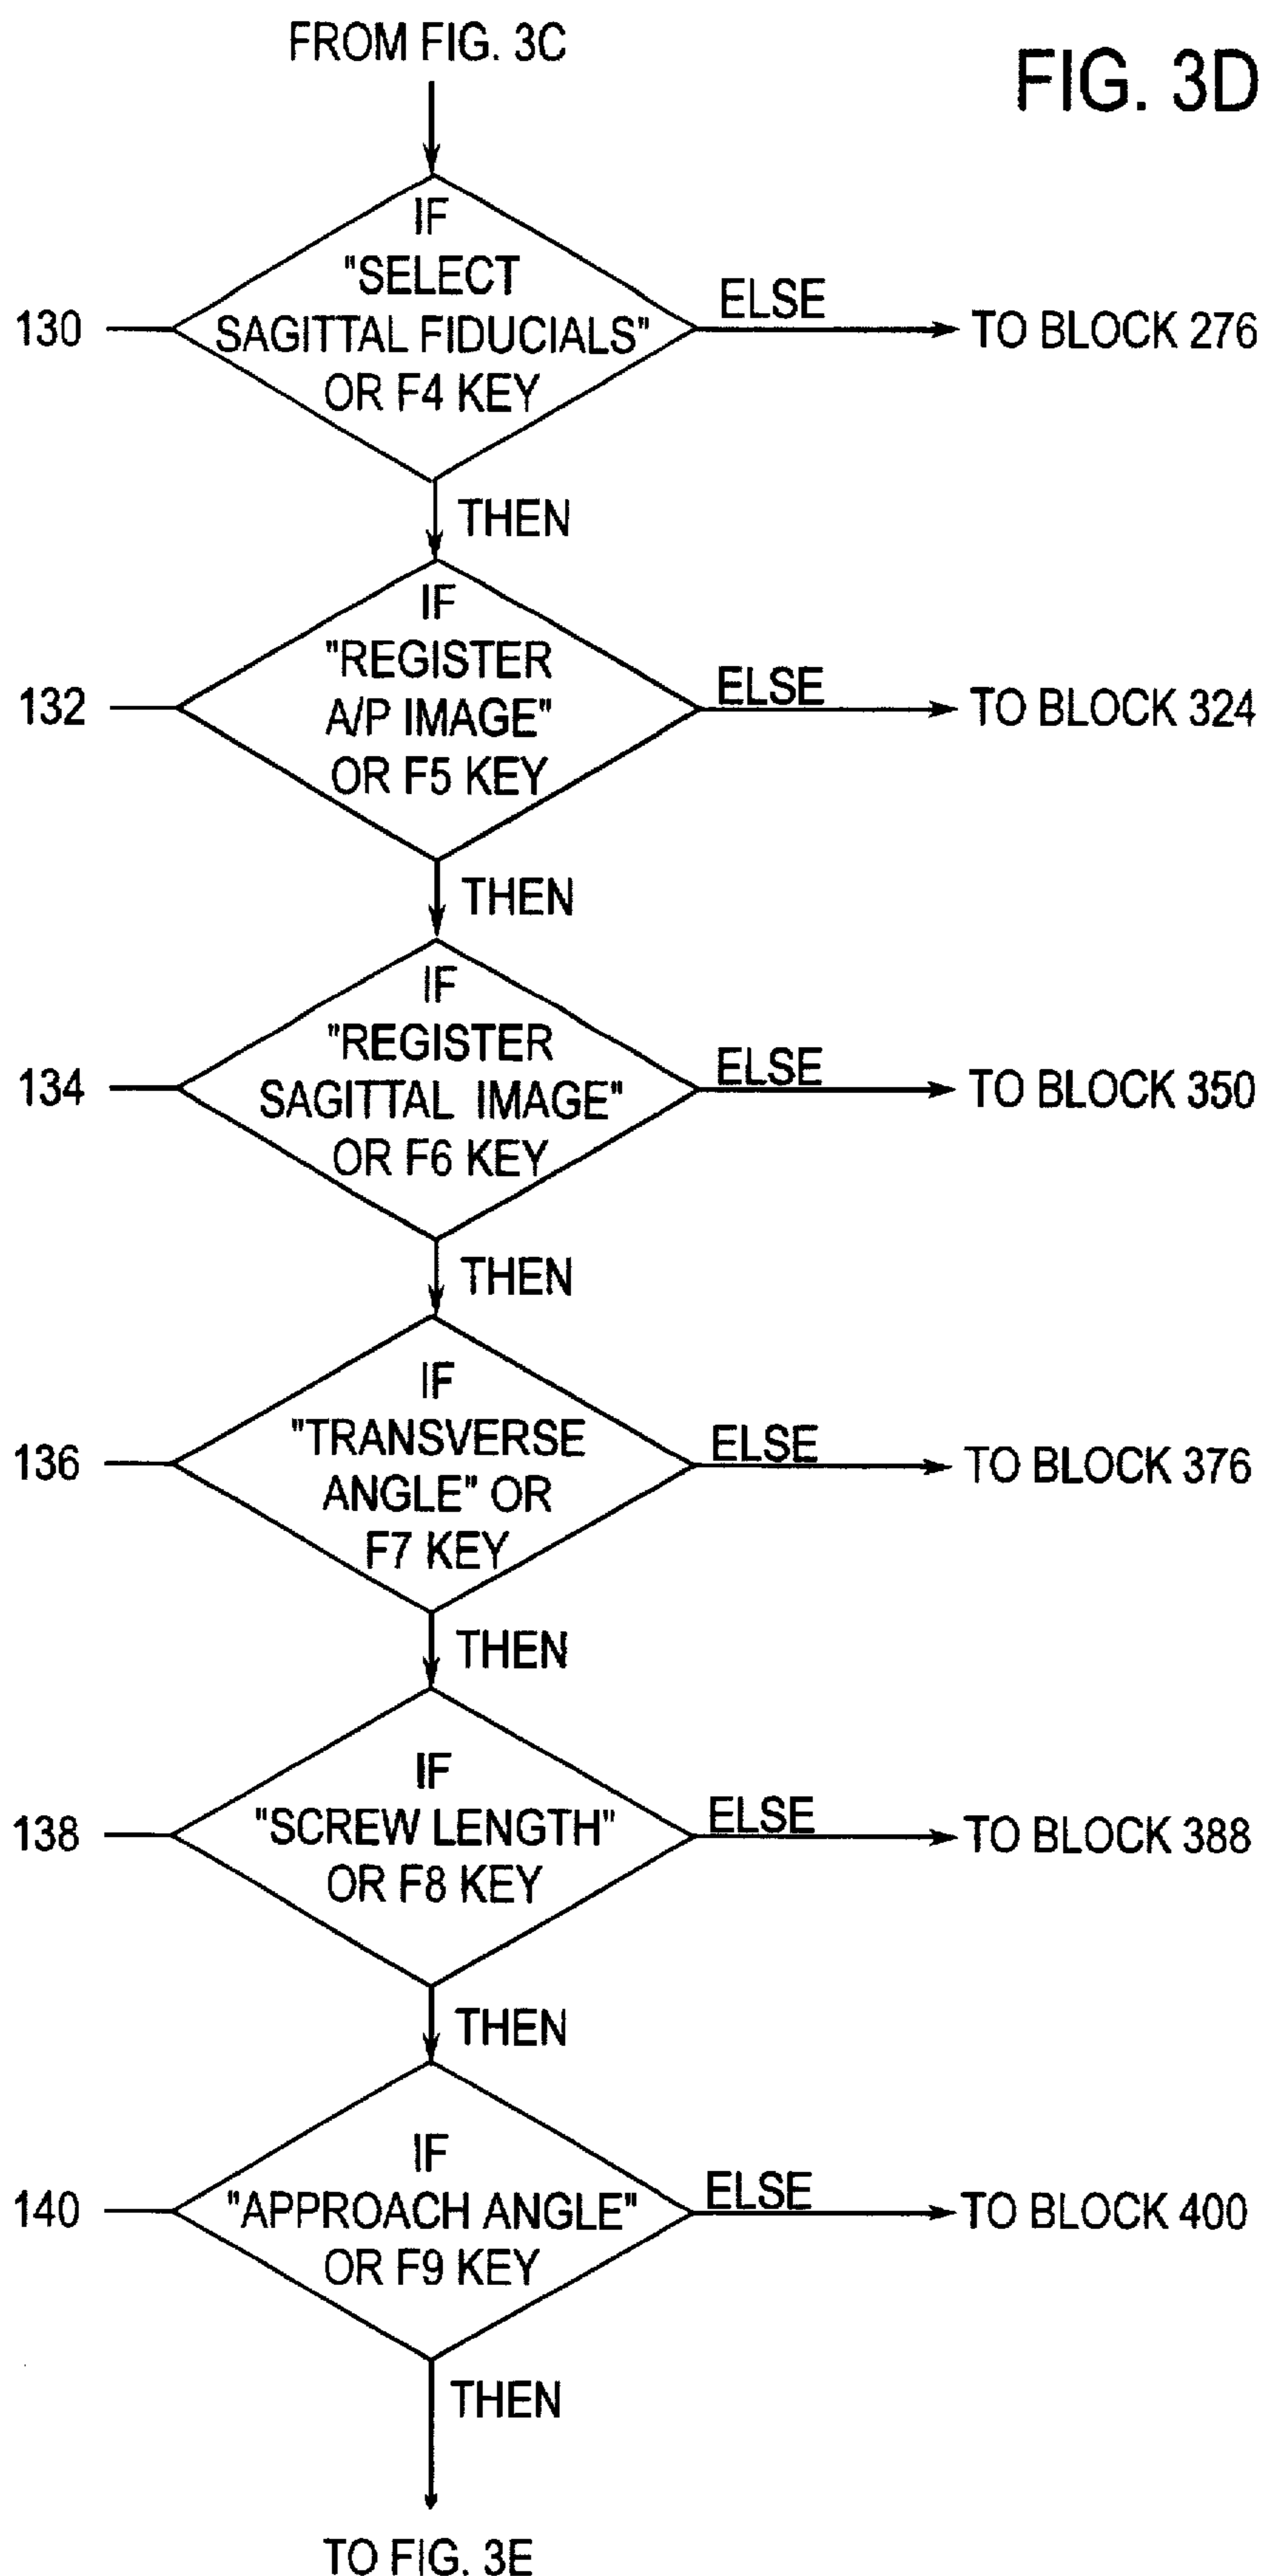 FROM FIG. 3C
FIG. 3D
IF
"SELECT
SAGITTAL FIDUCIALS"
OR F4 KEY
130
ELSE
TO BLOCK 276
THEN
IF
"REGISTER
A/P IMAGE"
OR F5 KEY
132
ELSE
TO BLOCK 324
THEN
IF
"REGISTER
SAGITTAL IMAGE"
OR F6 KEY
134
ELSE
TO BLOCK 350
THEN
IF
"TRANSVERSE
ANGLE" OR
F7 KEY
136
ELSE
TO BLOCK 376
THEN
IF
"SCREW LENGTH"
OR F8 KEY
138
ELSE
TO BLOCK 388
THEN
IF
"APPROACH ANGLE"
OR F9 KEY
140
ELSE
TO BLOCK 400
THEN
TO FIG. 3E